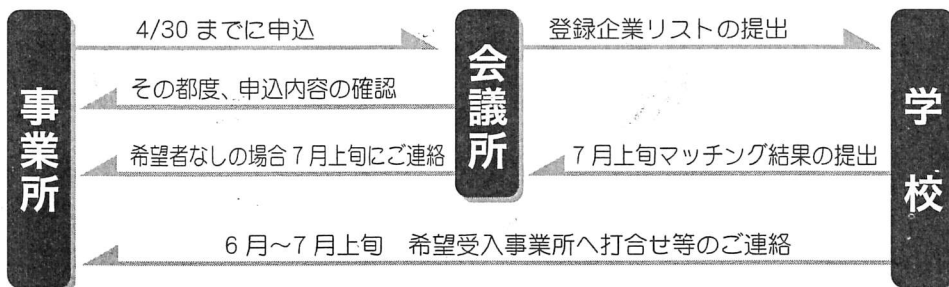 4/30 までに申込
登録企業リストの提出
事業所
会議所
学校
その都度、申込内容の確認
希望者なしの場合 7 月上旬にご連絡
7 月上旬マッチング結果の提出
6 月～7 月上旬　希望受入事業所へ打合せ等のご連絡